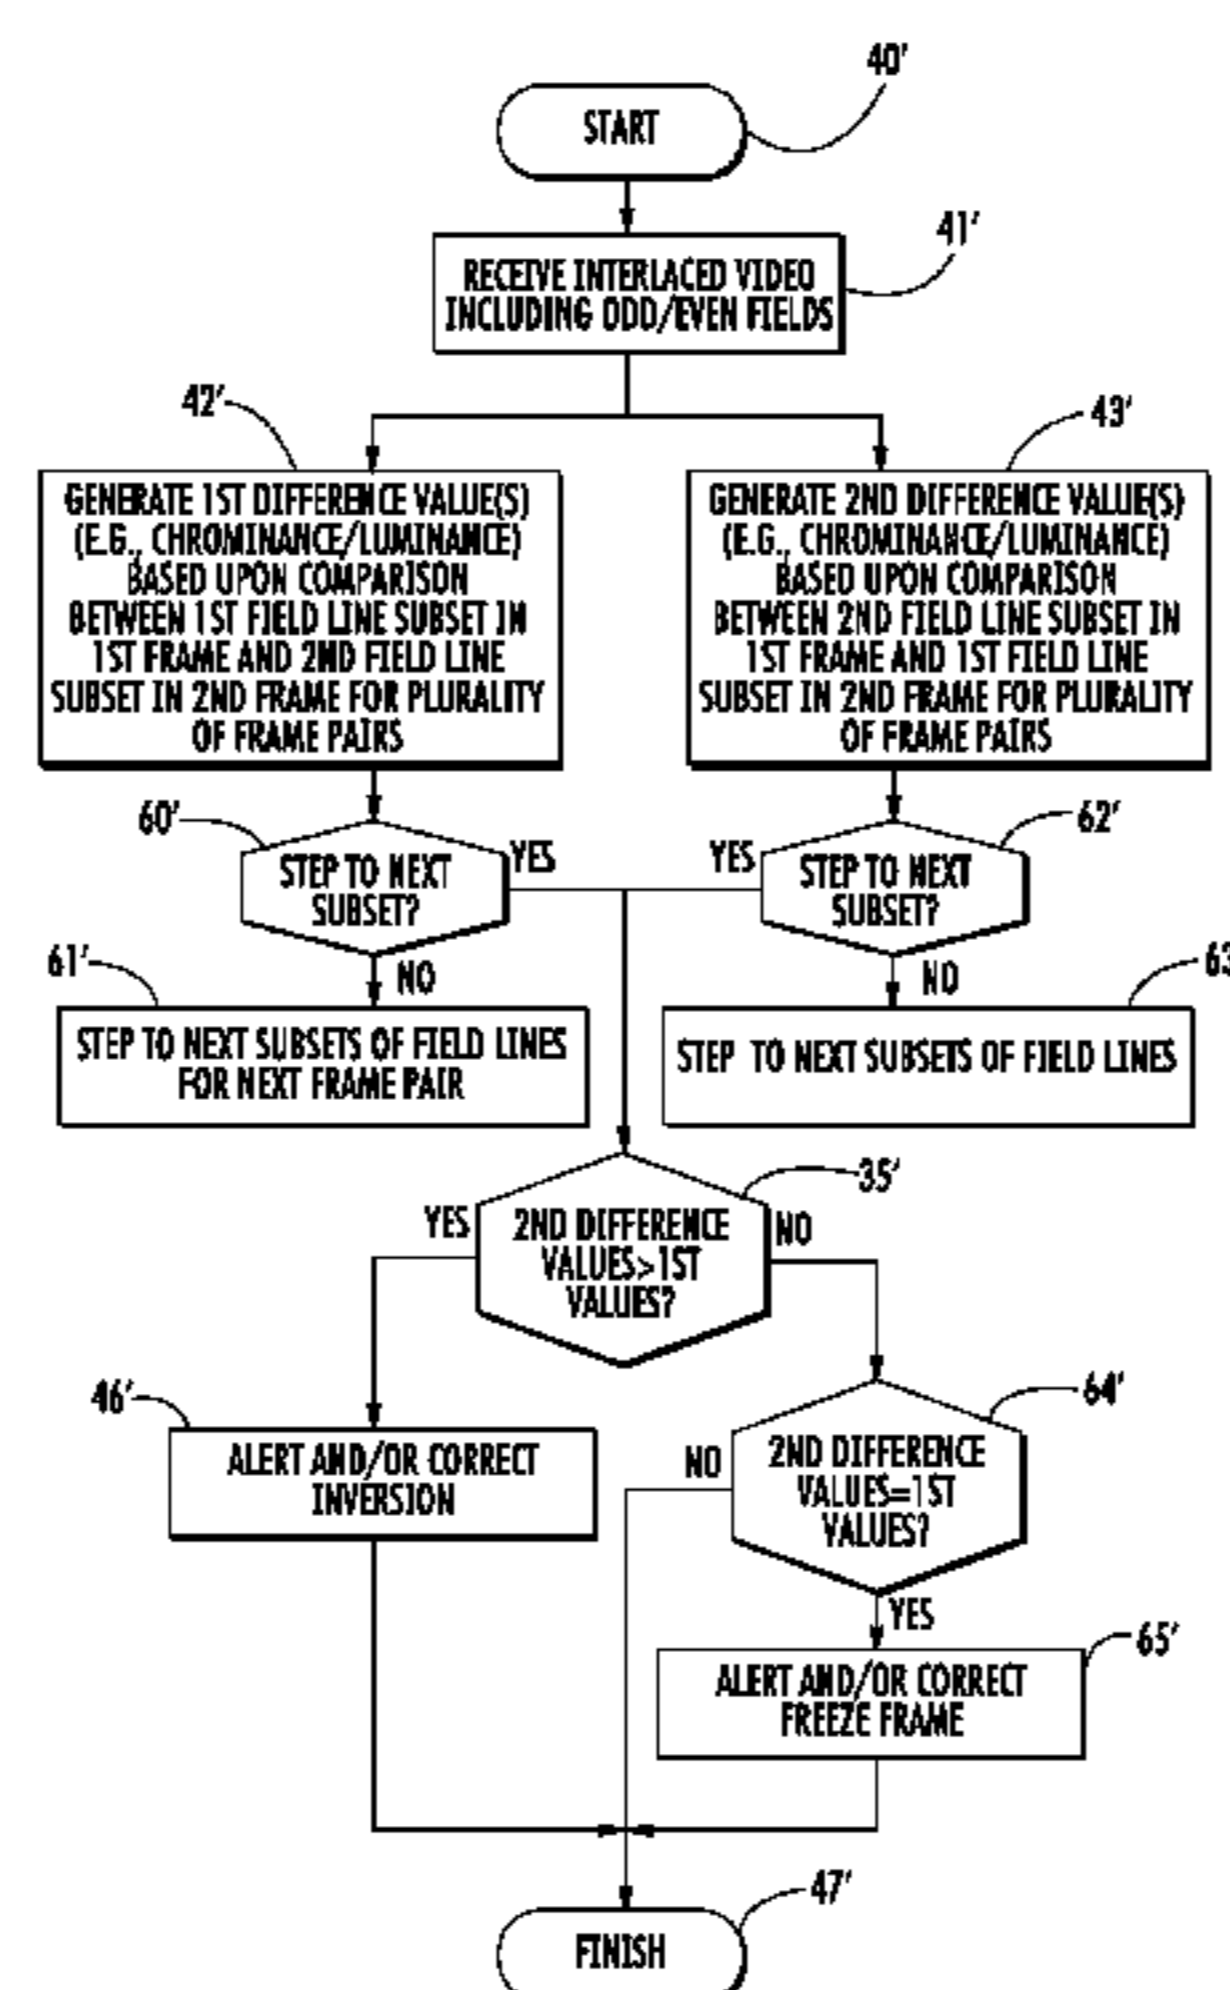 40'
START
41'
RECEIVE INTERLACED VIDEO
INCLUDING ODD/EVEN FIELDS
42'
43'
GENERATE 1ST DIFFERENCE VALUE(S)
(E.G., CHROMINANCE/LUMINANCE)
BASED UPON COMPARISON
BETWEEN 1ST FIELD LINE SUBSET IN
1ST FRAME AND 2ND FIELD LINE
SUBSET IN 2ND FRAME FOR PLURALITY
OF FRAME PAIRS
GENERATE 2ND DIFFERENCE VALUE(S)
(E.G., CHROMINANCE/LUMINANCE)
BASED UPON COMPARISON
BETWEEN 2ND FIELD LINE SUBSET IN
1ST FRAME AND 1ST FIELD LINE
SUBSET IN 2ND FRAME FOR PLURALITY
OF FRAME PAIRS
60'
STEP TO NEXT
SUBSET?
YES
NO
62'
YES
STEP TO NEXT
SUBSET?
NO
61'
STEP TO NEXT SUBSETS OF FIELD LINES
FOR NEXT FRAME PAIR
63
STEP TO NEXT SUBSETS OF FIELD LINES
35'
YES
2ND DIFFERENCE
VALUES>1ST
VALUES?
NO
46'
ALERT AND/OR CORRECT
INVERSION
64'
NO
2ND DIFFERENCE
VALUES=1ST
VALUES?
YES
65'
ALERT AND/OR CORRECT
FREEZE FRAME
47'
FINISH